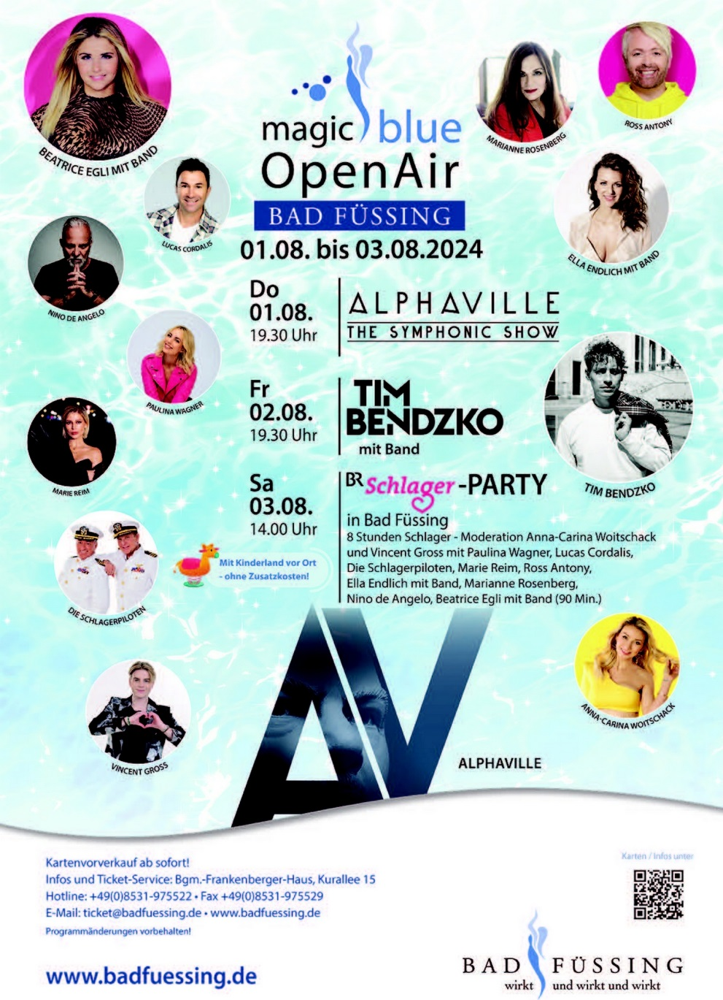 magic blue
OpenAir
BAD FÜSSING
01.08. bis 03.08.2024
BEATRICE EGLI MIT BAND
MARIANNE ROSENBERG
ROSS ANTONY
LUCAS CORDALIS
ELLA ENDLICH MIT BAND
NINO DE ANGELO
PAULINA WAGNER
MARIE REIM
TIM BENDZKO
DIE SCHLAGERPILOTEN
VINCENT GROSS
ANNA-CARINA WOITSCHACK
Do
01.08.
19.30 Uhr
ALPHAVILLE
THE SYMPHONIC SHOW
Fr
02.08.
19.30 Uhr
TIM
BENDZKO
mit Band
Sa
03.08.
14.00 Uhr
BR Schlager-PARTY
in Bad Füssing
8 Stunden Schlager - Moderation Anna-Carina Woitschack
und Vincent Gross mit Paulina Wagner, Lucas Cordalis,
Die Schlagerpiloten, Marie Reim, Ross Antony,
Ella Endlich mit Band, Marianne Rosenberg,
Nino de Angelo, Beatrice Egli mit Band (90 Min.)
Mit Kinderland vor Ort
- ohne Zusatzkosten!
AV
ALPHAVILLE
Kartenvorverkauf ab sofort!
Infos und Ticket-Service: Bgm.-Frankenberger-Haus, Kurallee 15
Hotline: +49(0)8531-975522 • Fax +49(0)8531-975529
E-Mail: ticket@badfuessing.de • www.badfuessing.de
Programmänderungen vorbehalten!
www.badfuessing.de
Karten / Infos unter
BAD FÜSSING
wirkt und wirkt und wirkt